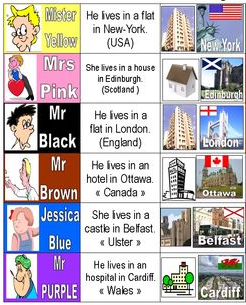 Mister
Yellow
He lives in a flat
in New-York.
(USA)
New-York
Mrs
Pink
She lives in a house
in Edinburgh.
(Scotland )
Edinburgh
Mr
Black
He lives in a
flat in London.
(England)
London
Mr
Brown
He lives in an
hotel in Ottawa.
« Canada »
Ottawa
Jessica
Blue
She lives in a
castle in Belfast.
« Ulster »
Belfast
Mr
PURPLE
He lives in an
hospital in Cardiff.
« Wales »
Cardiff